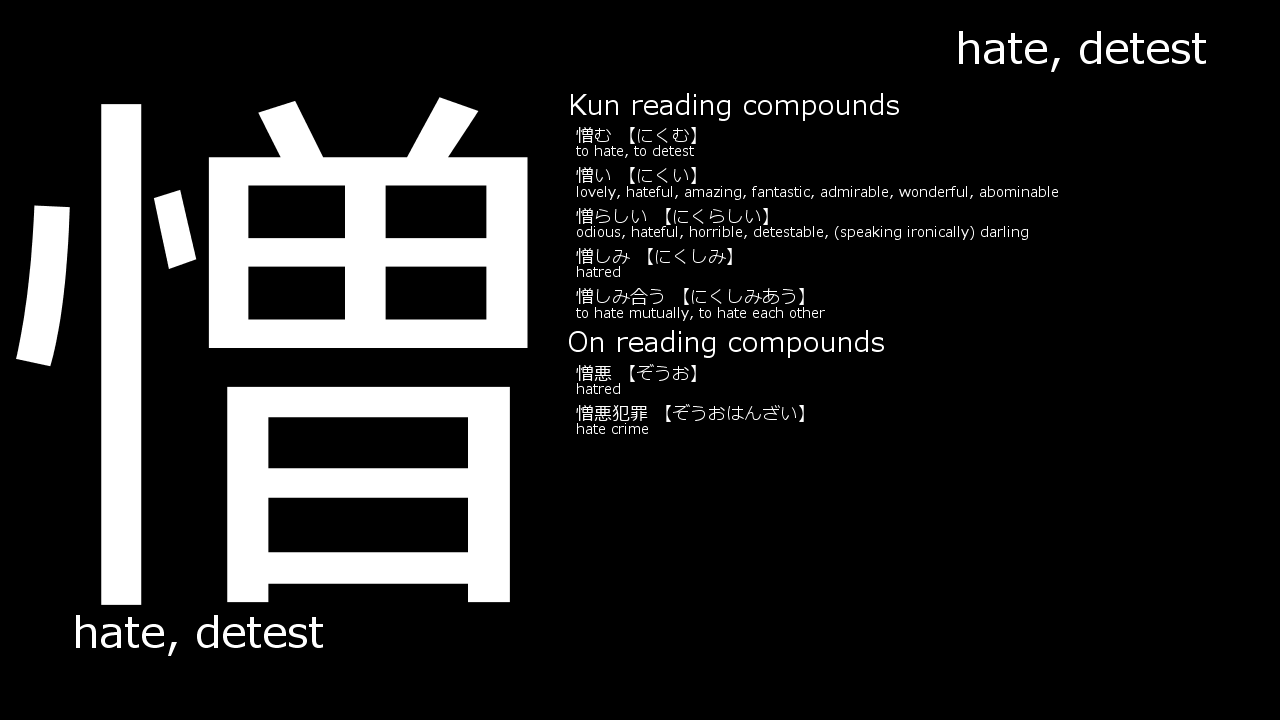 hate, detest
憎
hate, detest
Kun reading compounds
憎む 【にくむ】
to hate, to detest
憎い 【にくい】
lovely, hateful, amazing, fantastic, admirable, wonderful, abominable
憎らしい 【にくらしい】
odious, hateful, horrible, detestable, (speaking ironically) darling
憎しみ 【にくしみ】
hatred
憎しみ合う 【にくしみあう】
to hate mutually, to hate each other
On reading compounds
憎悪 【ぞうお】
hatred
憎悪犯罪 【ぞうおはんざい】
hate crime